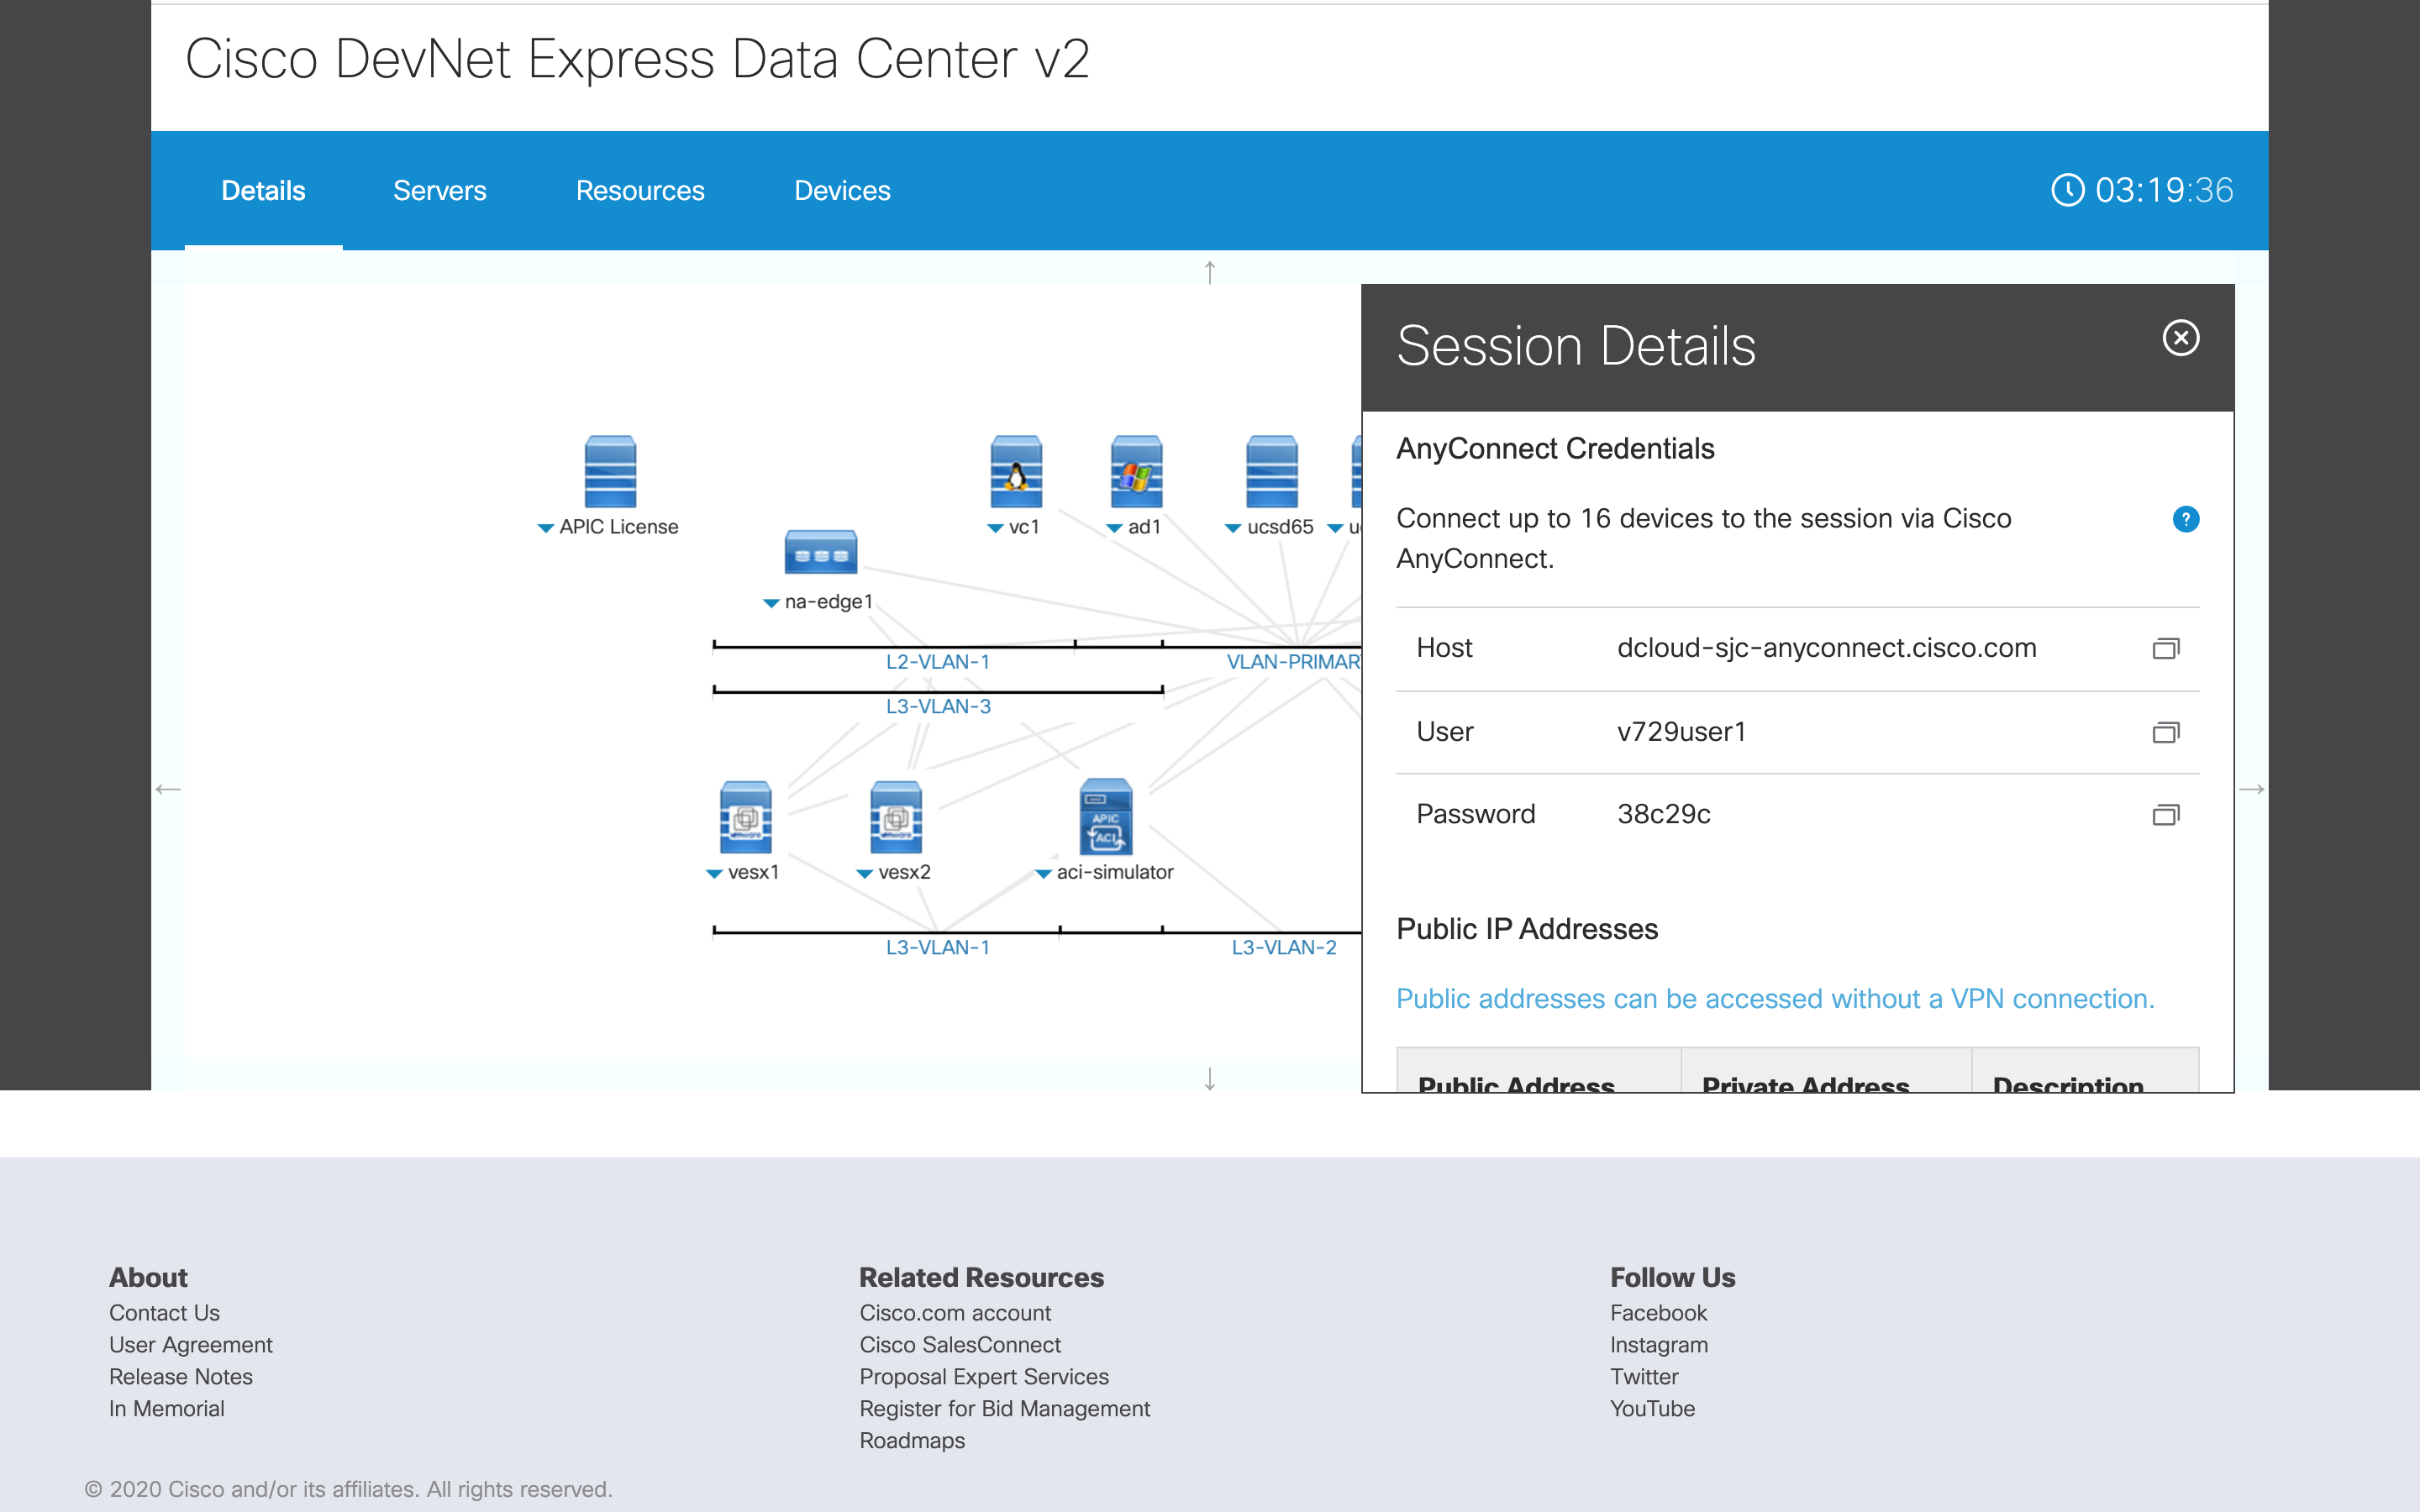 Cisco DevNet Express Data Center v2
Details
Servers
Resources
Devices
03:19:36
APIC License
vc1
ad1
ucsd65
na-edge1
L2-VLAN-1
L3-VLAN-3
vesx1
vesx2
APIC
ACI
aci-simulator
L3-VLAN-1
L3-VLAN-2
Session Details
AnyConnect Credentials
Connect up to 16 devices to the session via Cisco
AnyConnect.
?
Host dcloud-sjc-anyconnect.cisco.com
User v729user1
Password 38c29c
Public IP Addresses
Public addresses can be accessed without a VPN connection.
Public Address Private Address Description
About
Contact Us
User Agreement
Release Notes
In Memorial
Related Resources
Cisco.com account
Cisco SalesConnect
Proposal Expert Services
Register for Bid Management
Roadmaps
Follow Us
Facebook
Instagram
Twitter
YouTube
© 2020 Cisco and/or its affiliates. All rights reserved.